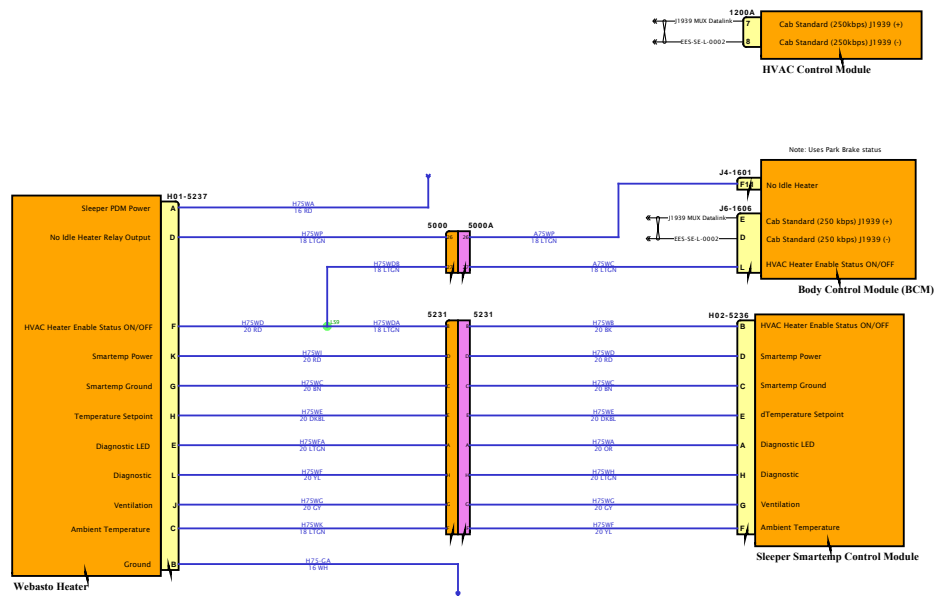 1200A
J1939 MUX Datalink
7
Cab Standard (250kbps) J1939 (+)
EES-SE-L-0002
8
Cab Standard (250kbps) J1939 (-)
HVAC Control Module
Note: Uses Park Brake status
J4-1601
No Idle Heater
J6-1606
J1939 MUX Datalink
E
Cab Standard (250 kbps) J1939 (+)
EES-SE-L-0002
D
Cab Standard (250 kbps) J1939 (-)
L
HVAC Heater Enable Status ON/OFF
Body Control Module (BCM)
H01-5237
Sleeper PDM Power
A
H75WA
16 RD
No Idle Heater Relay Output
D
H75WP
18 LTGN
5000
5000A
26
26
A75WP
18 LTGN
H75WDB
18 LTGN
A75WC
18 LTGN
HVAC Heater Enable Status ON/OFF
F
H75WD
20 RD
H75WDA
18 LTGN
5231
5231
H75WB
20 BK
H02-5236
B
HVAC Heater Enable Status ON/OFF
Smartemp Power
K
H75WJ
20 RD
D
D
H75WD
20 RD
D
Smartemp Power
Smartemp Ground
G
H75WC
20 BN
C
C
H75WC
20 BN
C
Smartemp Ground
Temperature Setpoint
H
H75WE
20 DKBL
E
E
H75WE
20 DKBL
E
dTemperature Setpoint
Diagnostic LED
E
H75WFA
20 LTGN
A
A
H75WA
20 OR
A
Diagnostic LED
Diagnostic
L
H75WF
20 YL
H
H
H75WH
20 LTGN
H
Diagnostic
Ventilation
J
H75WG
20 GY
G
G
H75WG
20 GY
G
Ventilation
Ambient Temperature
C
H75WK
18 LTGN
H75WF
20 YL
F
Ambient Temperature
Ground
B
H75-GA
16 WH
Webasto Heater
Sleeper Smartemp Control Module